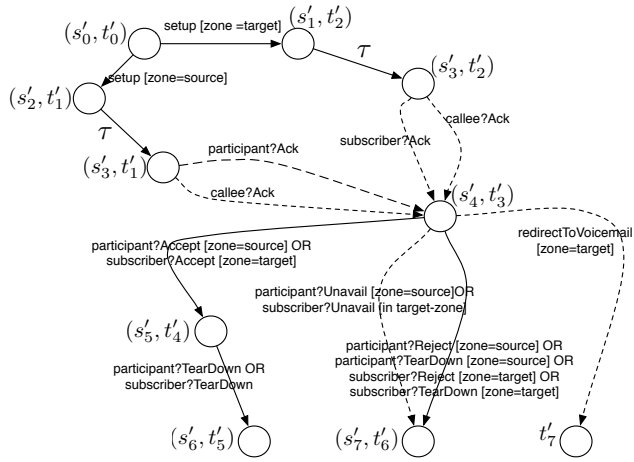 (s′0, t′0)
setup [zone =target]
(s′1, t′2)
τ
(s′3, t′2)
setup [zone=source]
(s′2, t′1)
τ
(s′3, t′1)
callee?Ack
subscriber?Ack
participant?Ack
callee?Ack
(s′4, t′3)
participant?Accept [zone=source] OR
subscriber?Accept [zone=target]
redirectToVoicemail
[zone=target]
participant?Unavail [zone=source]OR
subscriber?Unavail [in target-zone]
(s′5, t′4)
participant?Reject [zone=source] OR
participant?TearDown [zone=source] OR
subscriber?Reject [zone=target] OR
subscriber?TearDown [zone=target]
participant?TearDown OR
subscriber?TearDown
(s′6, t′5)
(s′7, t′6)
t′7